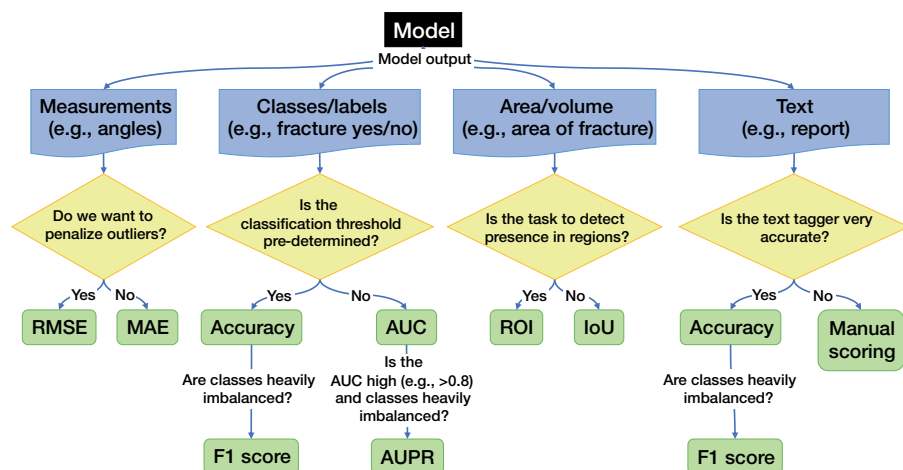 Model
Model output
Measurements
(e.g., angles)
Classes/labels
(e.g., fracture yes/no)
Area/volume
(e.g., area of fracture)
Text
(e.g., report)
Do we want to
penalize outliers?
Is the
classification threshold
pre-determined?
Is the task to detect
presence in regions?
Is the text tagger very
accurate?
Yes
No
Yes
No
Yes
No
Yes
No
RMSE
MAE
Accuracy
AUC
ROI
IoU
Accuracy
Manual
scoring
Are classes heavily
imbalanced?
Is the
AUC high (e.g., >0.8)
and classes heavily
imbalanced?
Are classes heavily
imbalanced?
F1 score
AUPR
F1 score